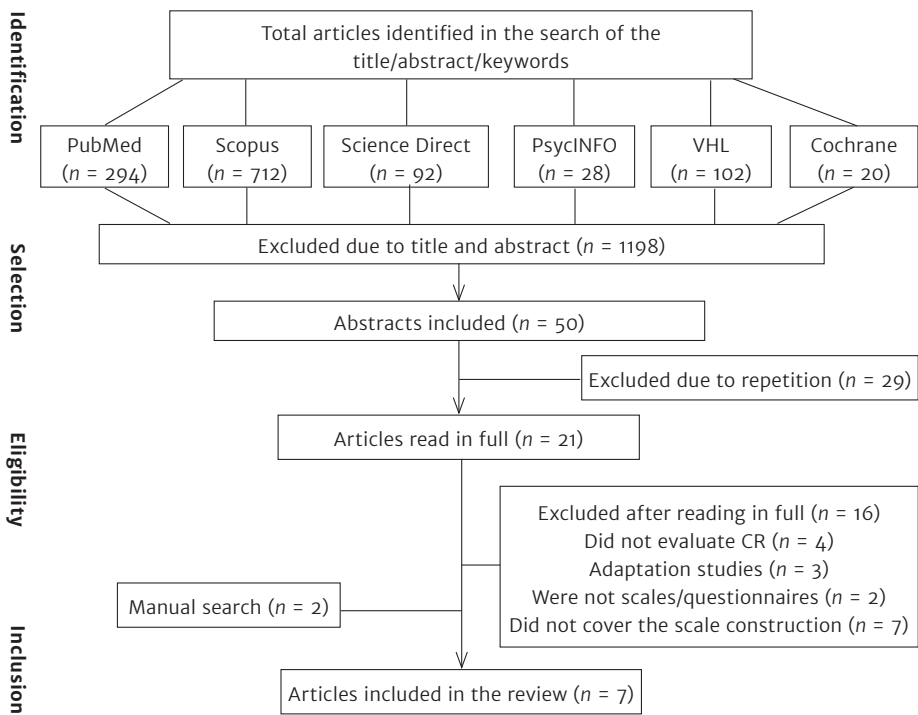 Identification
Total articles identified in the search of the
title/abstract/keywords
PubMed
(n = 294)
Scopus
(n = 712)
Science Direct
(n = 92)
PsycINFO
(n = 28)
VHL
(n = 102)
Cochrane
(n = 20)
Selection
Excluded due to title and abstract (n = 1198)
Abstracts included (n = 50)
Excluded due to repetition (n = 29)
Eligibility
Articles read in full (n = 21)
Excluded after reading in full (n = 16)
Did not evaluate CR (n = 4)
Adaptation studies (n = 3)
Were not scales/questionnaires (n = 2)
Did not cover the scale construction (n = 7)
Manual search (n = 2)
Inclusion
Articles included in the review (n = 7)